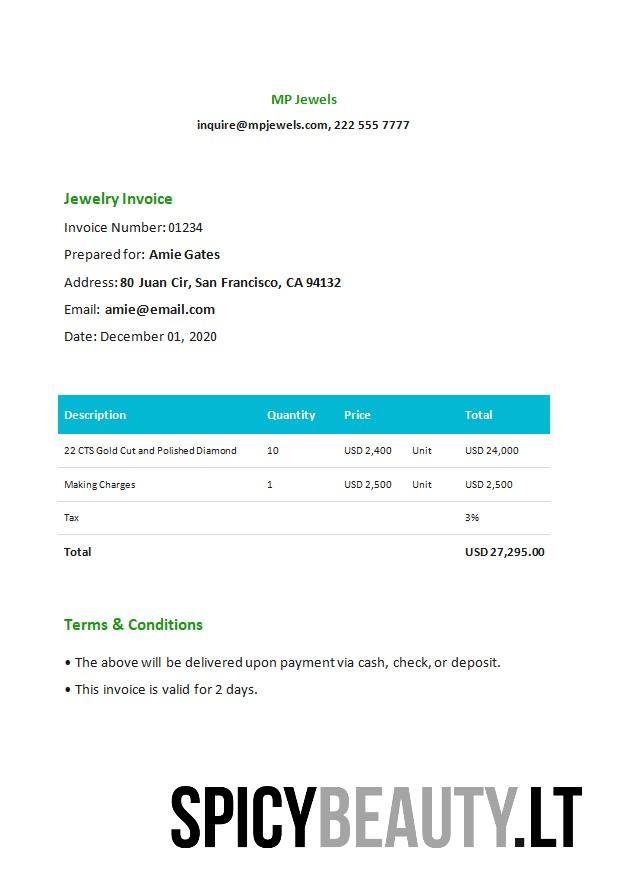 MP Jewels
inquire@mpjewels.com, 222 555 7777
Jewelry Invoice
Invoice Number: 01234
Prepared for: Amie Gates
Address: 80 Juan Cir, San Francisco, CA 94132
Email: amie@email.com
Date: December 01, 2020
Description Quantity Price Total
22 CTS Gold Cut and Polished Diamond 10 USD 2,400 Unit USD 24,000
Making Charges 1 USD 2,500 Unit USD 2,500
Tax 3%
Total USD 27,295.00
Terms & Conditions
• The above will be delivered upon payment via cash, check, or deposit.
• This invoice is valid for 2 days.
SPICYBEAUTY.LT